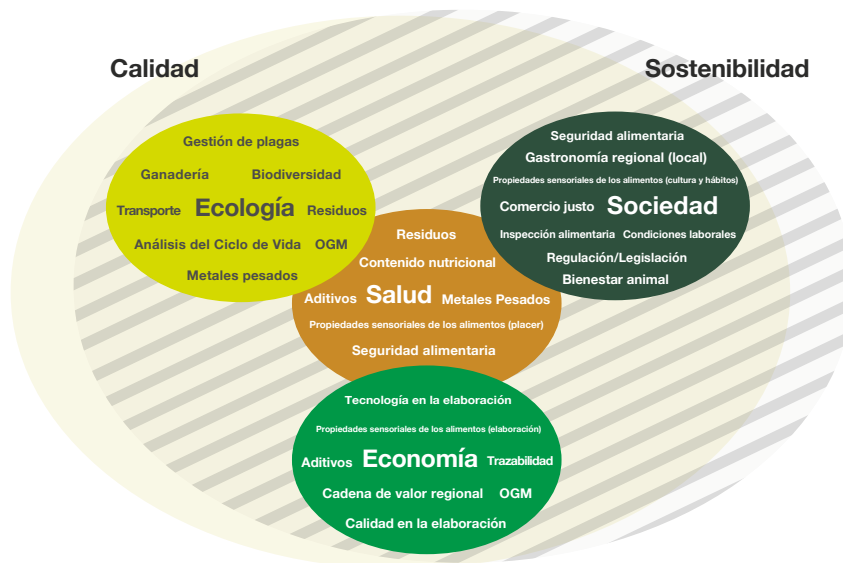 Calidad
Sostenibilidad
Gestión de plagas
Ganadería
Biodiversidad
Transporte
Ecología
Residuos
Análisis del Ciclo de Vida
OGM
Metales pesados
Seguridad alimentaria
Gastronomía regional (local)
Propiedades sensoriales de los alimentos (cultura y hábitos)
Comercio justo
Sociedad
Inspección alimentaria
Condiciones laborales
Regulación/Legislación
Bienestar animal
Residuos
Contenido nutricional
Aditivos
Salud
Metales Pesados
Propiedades sensoriales de los alimentos (placer)
Seguridad alimentaria
Tecnología en la elaboración
Propiedades sensoriales de los alimentos (elaboración)
Aditivos
Economía
Trazabilidad
Cadena de valor regional
OGM
Calidad en la elaboración